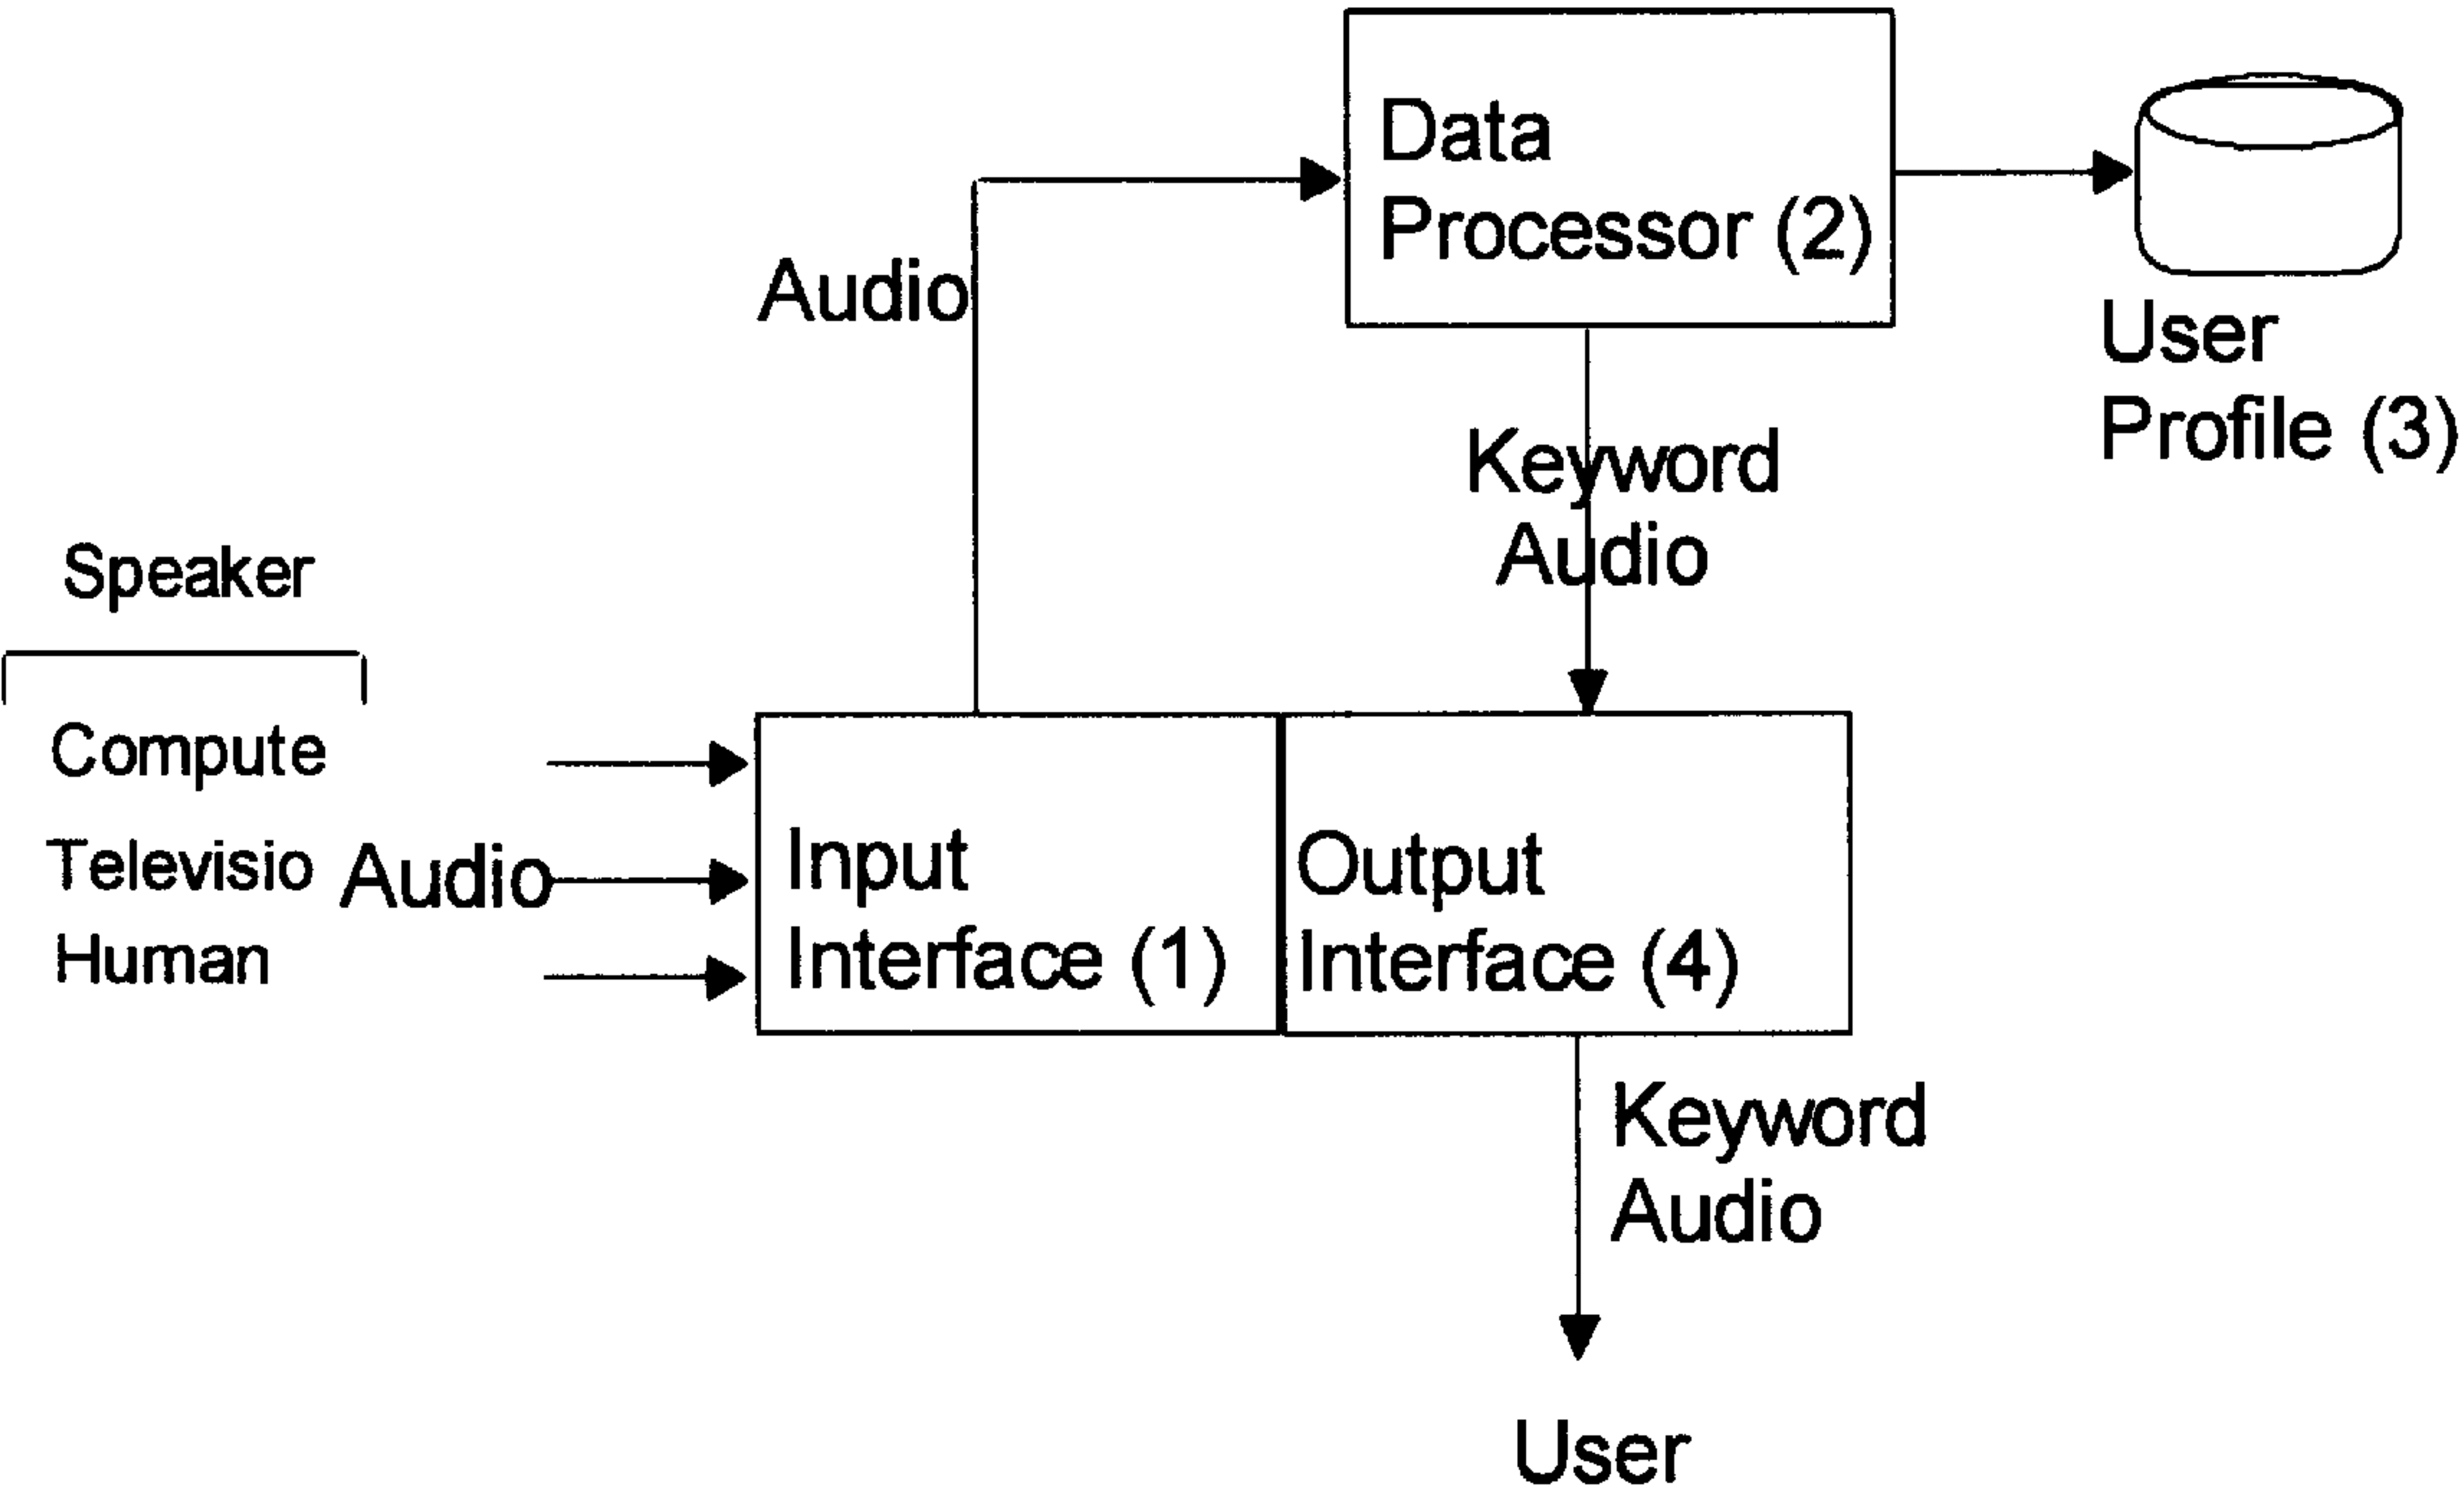 Data
Processor (2)
Audio
User
Profile (3)
Keyword
Audio
Speaker
Compute
Televisio
Human
Audio
Input
Interface (1)
Output
Interface (4)
Keyword
Audio
User